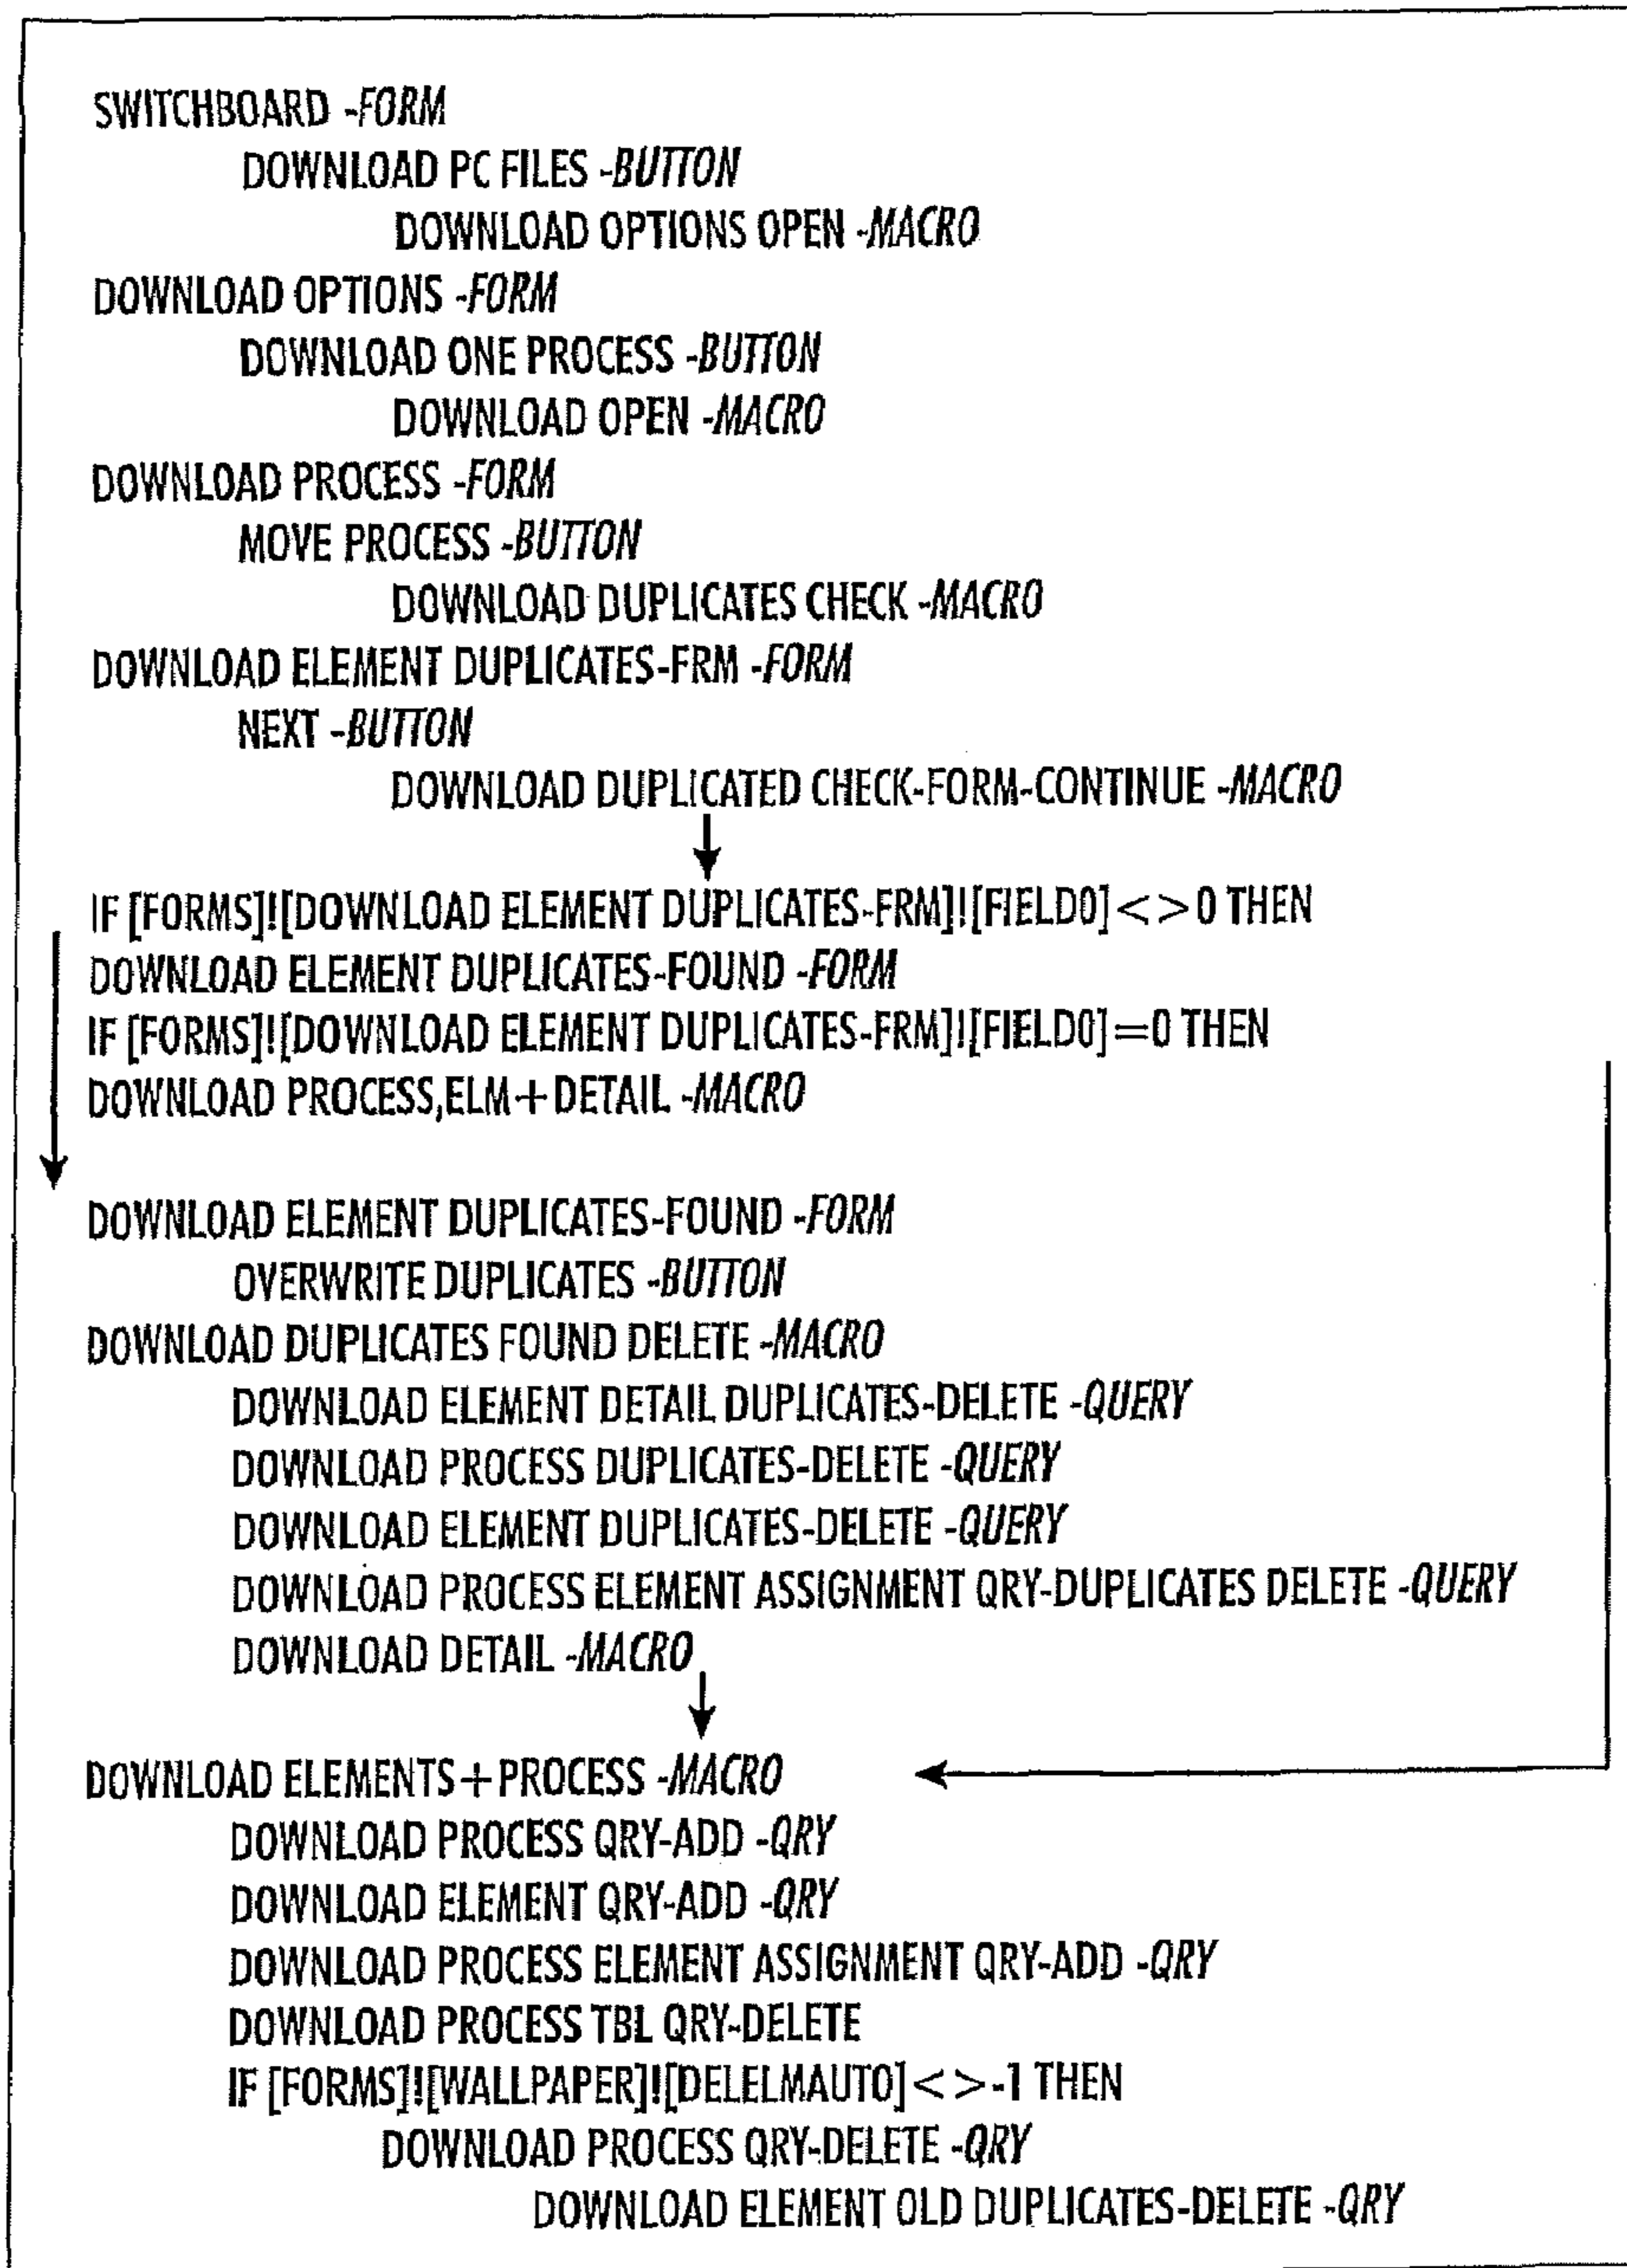 SWITCHBOARD -FORM
DOWNLOAD PC FILES -BUTTON
DOWNLOAD OPTIONS OPEN -MACRO
DOWNLOAD OPTIONS -FORM
DOWNLOAD ONE PROCESS -BUTTON
DOWNLOAD OPEN -MACRO
DOWNLOAD PROCESS -FORM
MOVE PROCESS -BUTTON
DOWNLOAD DUPLICATES CHECK -MACRO
DOWNLOAD ELEMENT DUPLICATES-FRM -FORM
NEXT -BUTTON
DOWNLOAD DUPLICATED CHECK-FORM-CONTINUE -MACRO
IF [FORMS]![DOWNLOAD ELEMENT DUPLICATES-FRM]![FIELD0] < > 0 THEN
DOWNLOAD ELEMENT DUPLICATES-FOUND -FORM
IF [FORMS]![DOWNLOAD ELEMENT DUPLICATES-FRM]![FIELD0] =0 THEN
DOWNLOAD PROCESS,ELM+DETAIL -MACRO
DOWNLOAD ELEMENT DUPLICATES-FOUND -FORM
OVERWRITE DUPLICATES -BUTTON
DOWNLOAD DUPLICATES FOUND DELETE -MACRO
DOWNLOAD ELEMENT DETAIL DUPLICATES-DELETE -QUERY
DOWNLOAD PROCESS DUPLICATES-DELETE -QUERY
DOWNLOAD ELEMENT DUPLICATES-DELETE -QUERY
DOWNLOAD PROCESS ELEMENT ASSIGNMENT QRY-DUPLICATES DELETE -QUERY
DOWNLOAD DETAIL -MACRO
DOWNLOAD ELEMENTS+PROCESS -MACRO
DOWNLOAD PROCESS QRY-ADD -QRY
DOWNLOAD ELEMENT QRY-ADD -QRY
DOWNLOAD PROCESS ELEMENT ASSIGNMENT QRY-ADD -QRY
DOWNLOAD PROCESS TBL QRY-DELETE
IF [FORMS]![WALLPAPER]![DELELMAUTO] < > -1 THEN
DOWNLOAD PROCESS QRY-DELETE -QRY
DOWNLOAD ELEMENT OLD DUPLICATES-DELETE -QRY